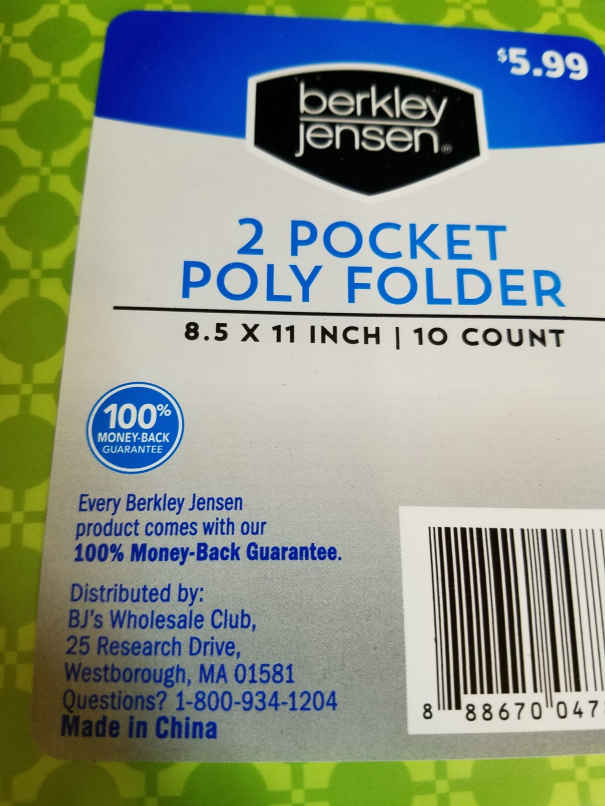 $5.99
berkley
jensen®
2 POCKET
POLY FOLDER
8.5 X 11 INCH | 10 COUNT
100%
MONEY-BACK
GUARANTEE
Every Berkley Jensen
product comes with our
100% Money-Back Guarantee.
Distributed by:
BJ's Wholesale Club,
25 Research Drive,
Westborough, MA 01581
Questions? 1-800-934-1204
Made in China
8 88670 047